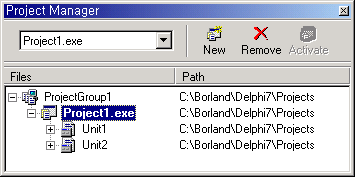 Project Manager
Project1.exe
New Remove Activate
Files Path
ProjectGroup1 C:\Borland\Delphi7\Projects
Project1.exe C:\Borland\Delphi7\Projects
Unit1 C:\Borland\Delphi7\Projects
Unit2 C:\Borland\Delphi7\Projects